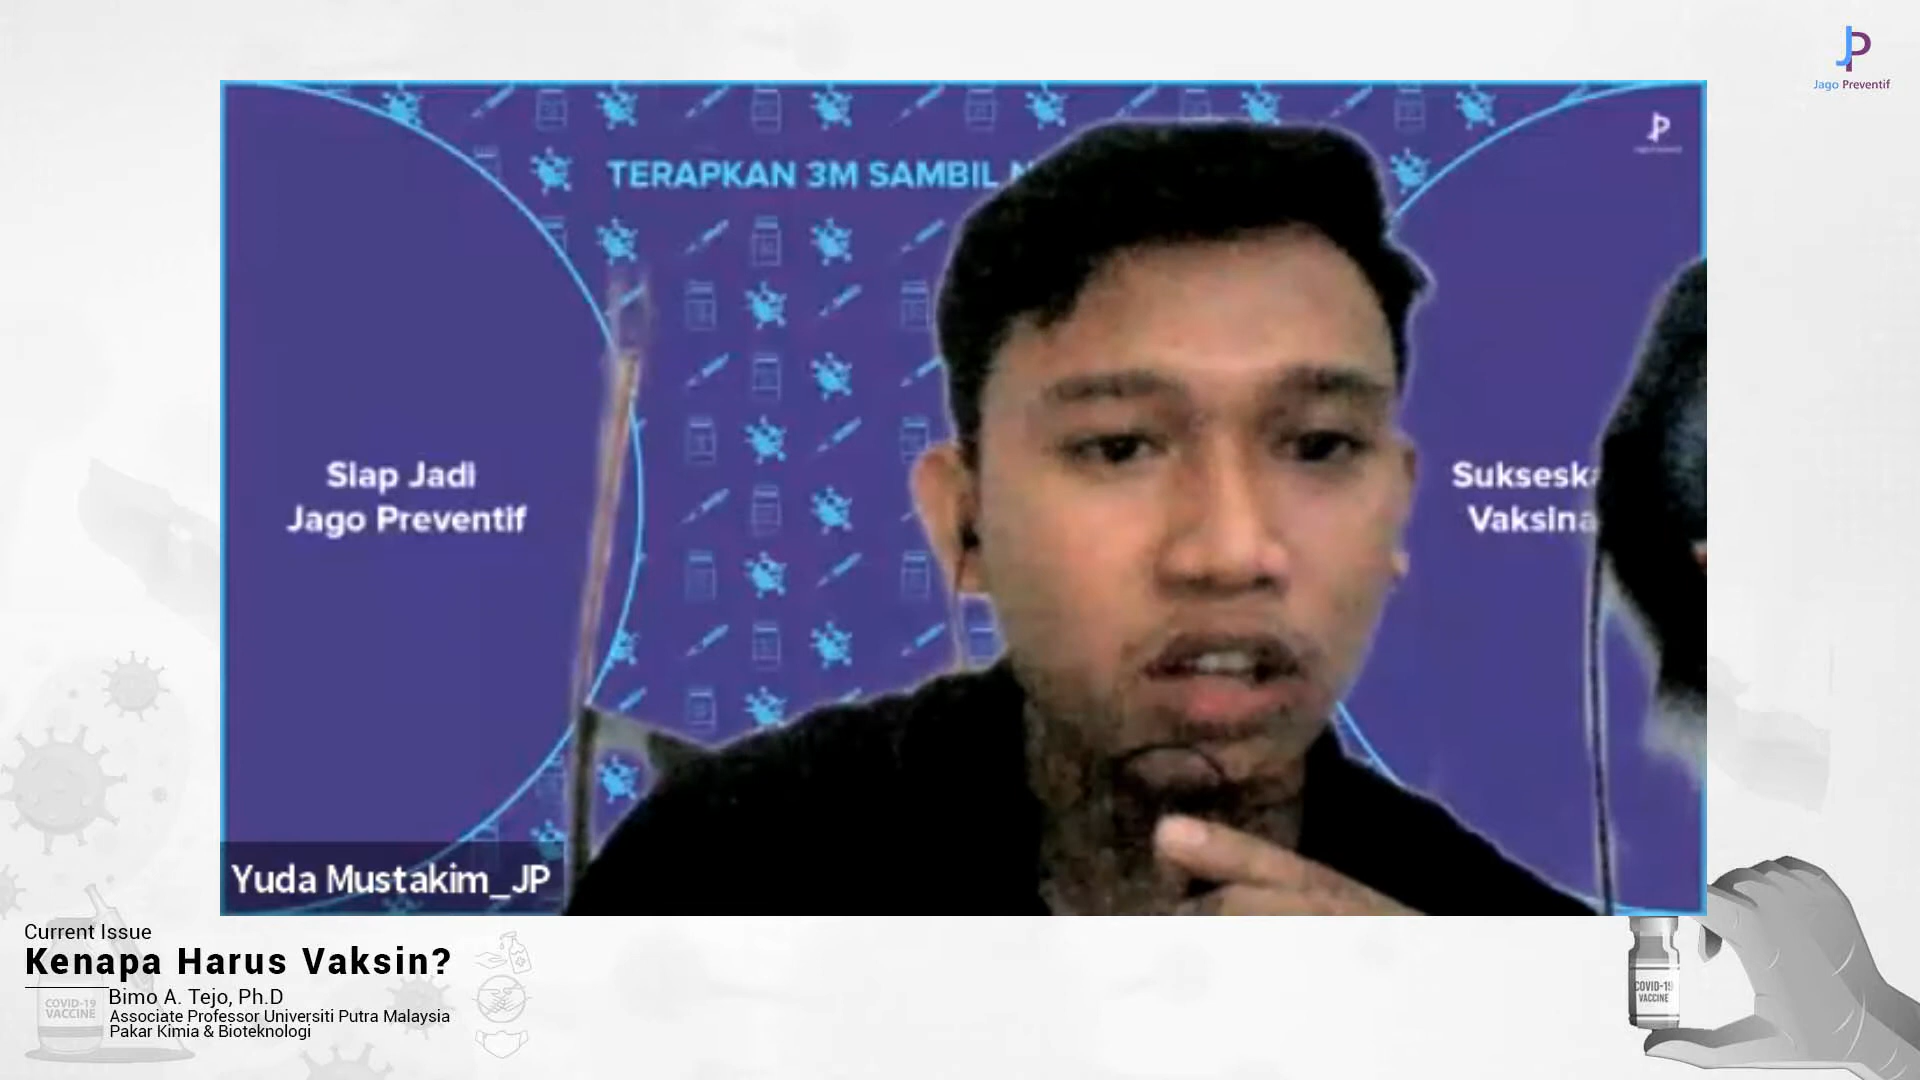 JP
Jago Preventif
TERAPKAN 3M SAMBIL
Siap Jadi
Jago Preventif
Sukseska
Vaksina
Yuda Mustakim_JP
Current Issue
Kenapa Harus Vaksin?
Bimo A. Tejo, Ph.D
Associate Professor Universiti Putra Malaysia
Pakar Kimia & Bioteknologi
COVID-19
VACCINE
COVID-19
VACCINE